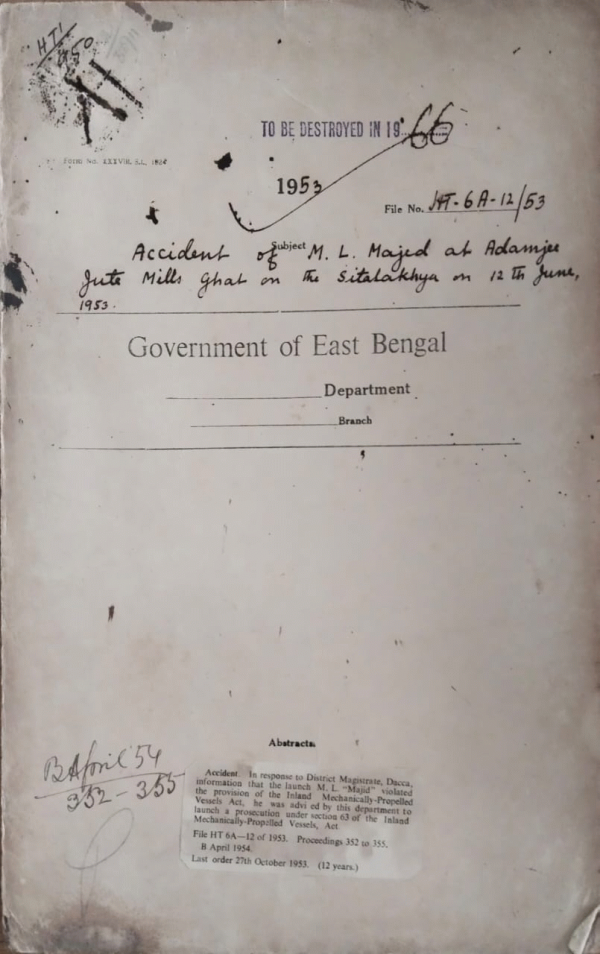 HTI
950
TO BE DESTROYED IN 19 66
FORM No. XXXVIII
1953
File No. HT-6A-12/53
Subject
Accident of M. L. Majed at Adamjee
Jute Mills Ghat on the Sitalakhya on 12th June,
1953.
Government of East Bengal
Department
Branch
B April '54
352-355
Abstracts.
Accident. In response to District Magistrate, Dacca,
information that the launch M. L. "Majid" violated
the provision of the Inland Mechanically-Propelled
Vessels Act, he was advi ed by this department to
launch a prosecution under section 63 of the Inland
Mechanically-Propelled Vessels, Act.
File HT 6A—12 of 1953. Proceedings 352 to 355.
B April 1954.
Last order 27th October 1953. (12 years.)